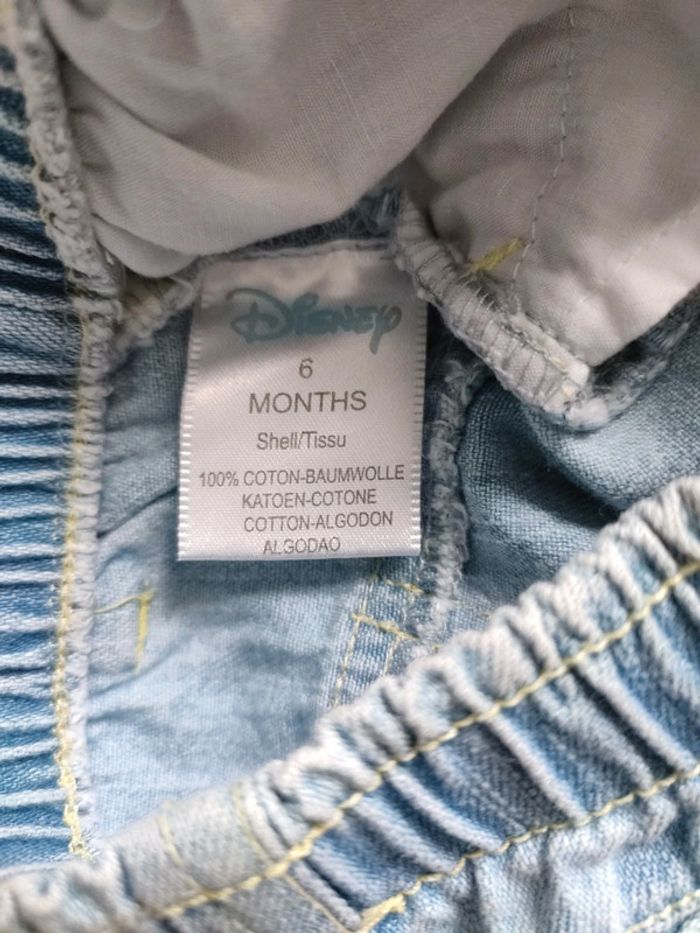 Disney
6
MONTHS
Shell/Tissu
100% COTON-BAUMWOLLE
KATOEN-COTONE
COTTON-ALGODON
ALGODAO